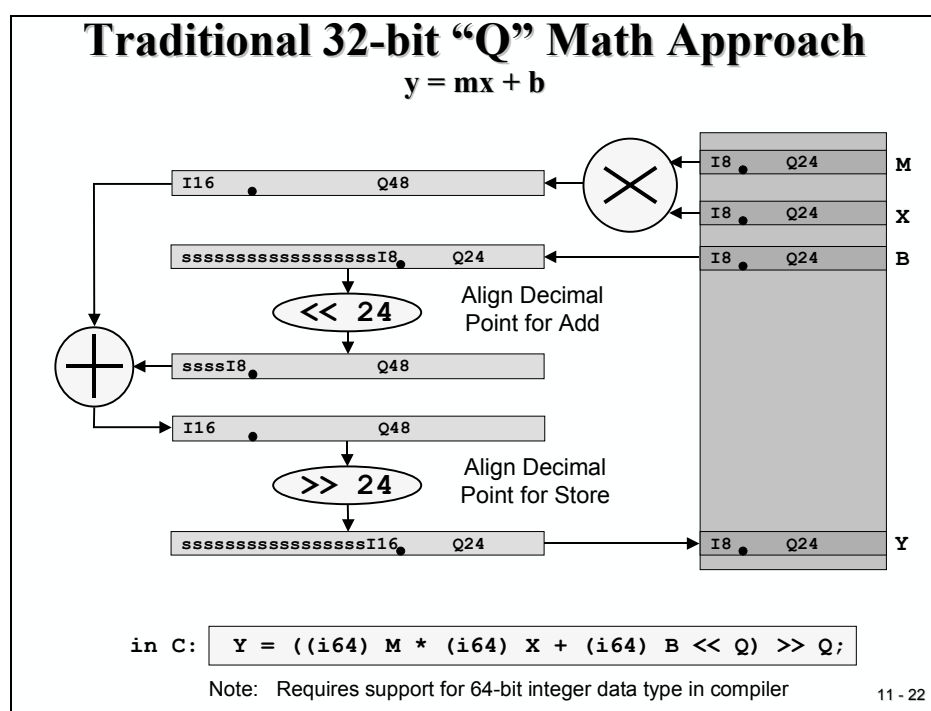 Traditional 32-bit “Q” Math Approach
y = mx + b
I8 Q24 M
I16 Q48
I8 Q24 X
ssssssssssssssssssI8 Q24
I8 Q24 B
<< 24
Align Decimal
Point for Add
ssssI8 Q48
I16 Q48
>> 24
Align Decimal
Point for Store
sssssssssssssssssI16 Q24
I8 Q24 Y
in C: Y = ((i64) M * (i64) X + (i64) B << Q) >> Q;
Note: Requires support for 64-bit integer data type in compiler
11 - 22